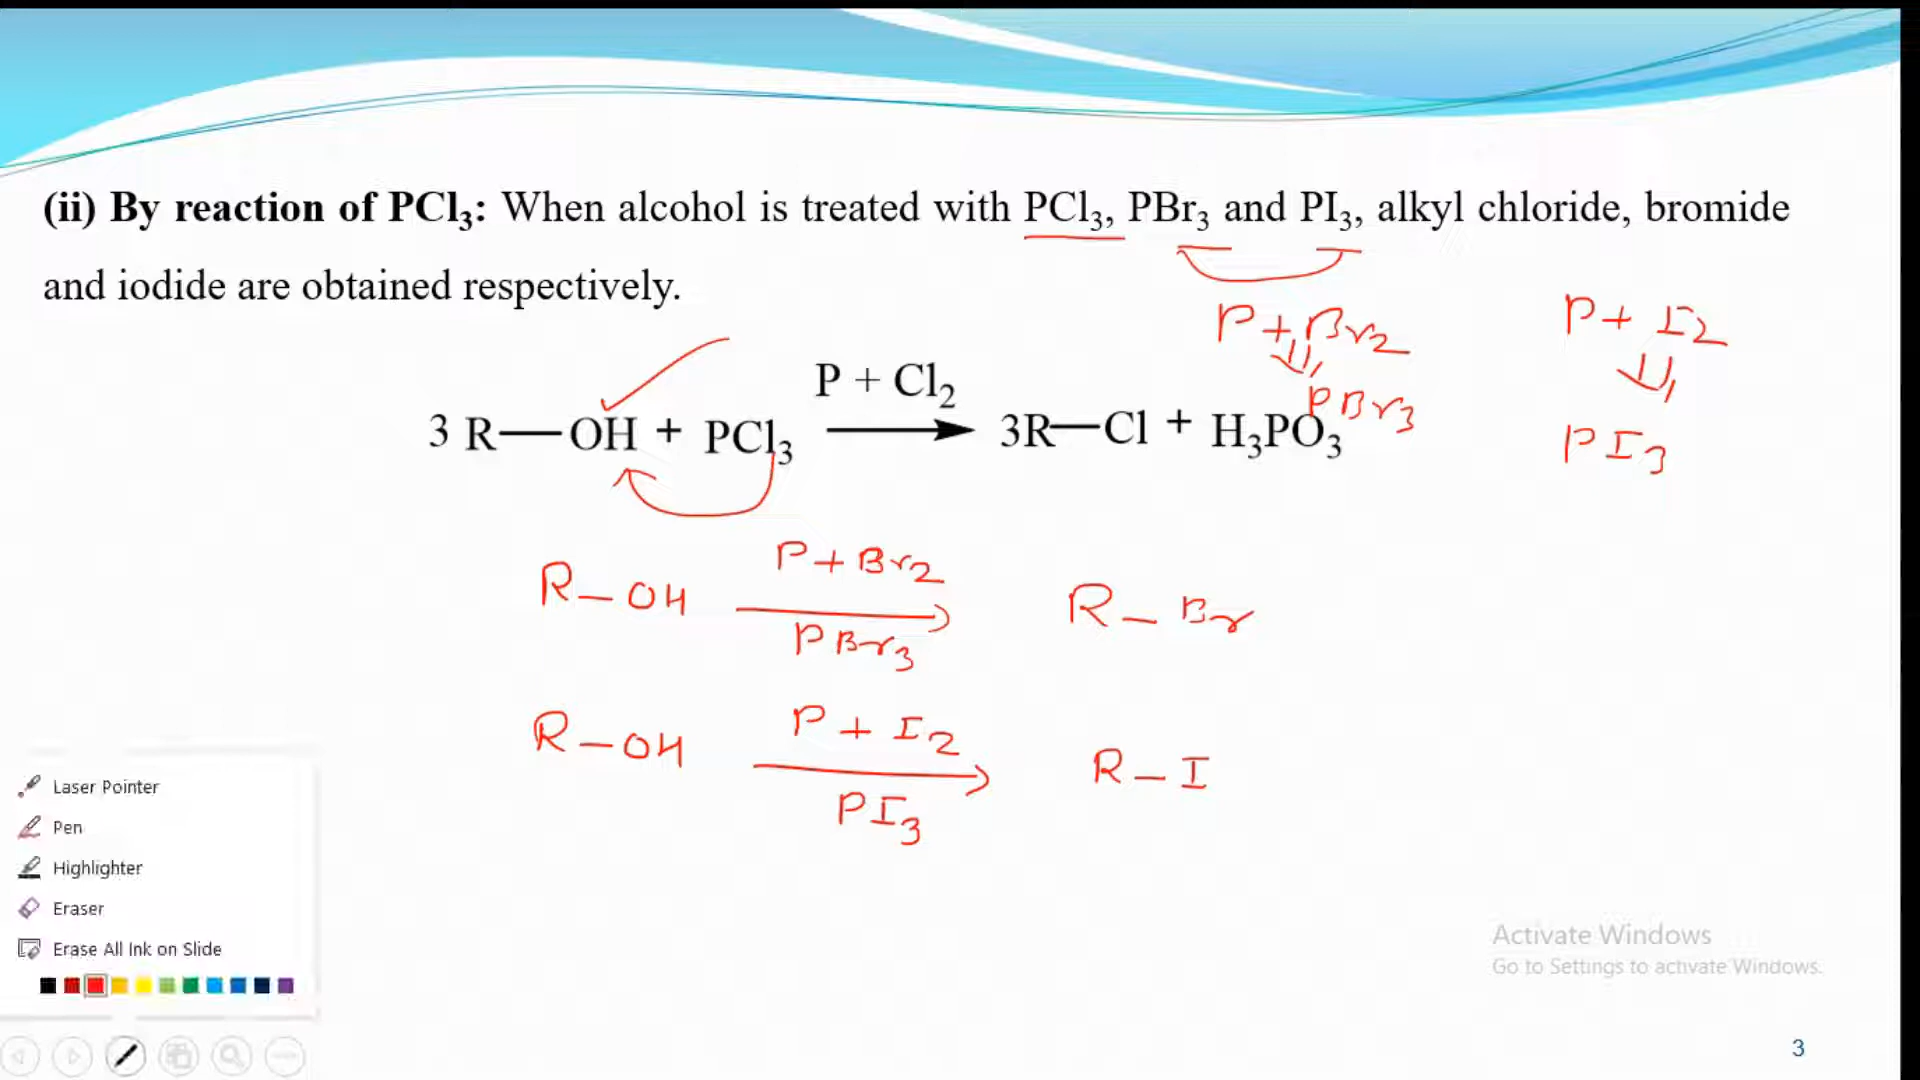 (ii) By reaction of PCl₃: When alcohol is treated with PCl₃, PBr₃ and PI₃, alkyl chloride, bromide
and iodide are obtained respectively.
P + Br₂
PBr₃
P + I₂
PI₃
P + Cl₂
3 R—OH + PCl₃ → 3R—Cl + H₃PO₃
P + Br₂
R – OH → R – Br
PBr₃
P + I₂
R – OH → R – I
PI₃
Laser Pointer
Pen
Highlighter
Eraser
Erase All Ink on Slide
Activate Windows
Go to Settings to activate Windows.
3